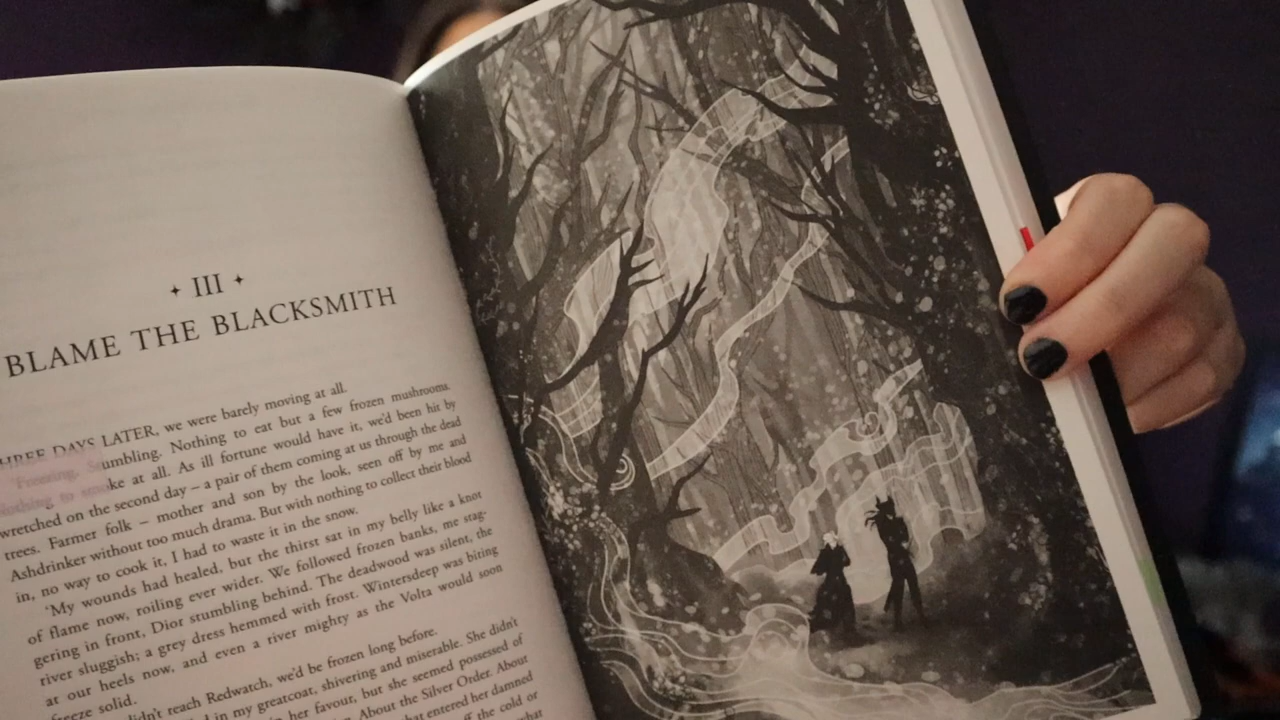 ✦ III ✦
BLAME THE BLACKSMITH
THREE DAYS LATER, we were barely moving at all.
'Freezing. Stumbling. Nothing to eat but a few frozen mushrooms.
Nothing to smoke at all. As ill fortune would have it, we'd been hit by
wretched on the second day – a pair of them coming at us through the dead
trees. Farmer folk – mother and son by the look, seen off by me and
Ashdrinker without too much drama. But with nothing to collect their blood
in, no way to cook it, I had to waste it in the snow.
'My wounds had healed, but the thirst sat in my belly like a knot
of flame now, roiling ever wider. We followed frozen banks, me stag-
gering in front, Dior stumbling behind. The deadwood was silent, the
river sluggish; a grey dress hemmed with frost. Wintersdeep was biting
at our heels now, and even a river mighty as the Volta would soon
freeze solid.
didn't reach Redwatch, we'd be frozen long before.
in my greatcoat, shivering and miserable. She didn't
in her favour, but she seemed possessed of
About the Silver Order. About
that entered her damned
off the cold or
what